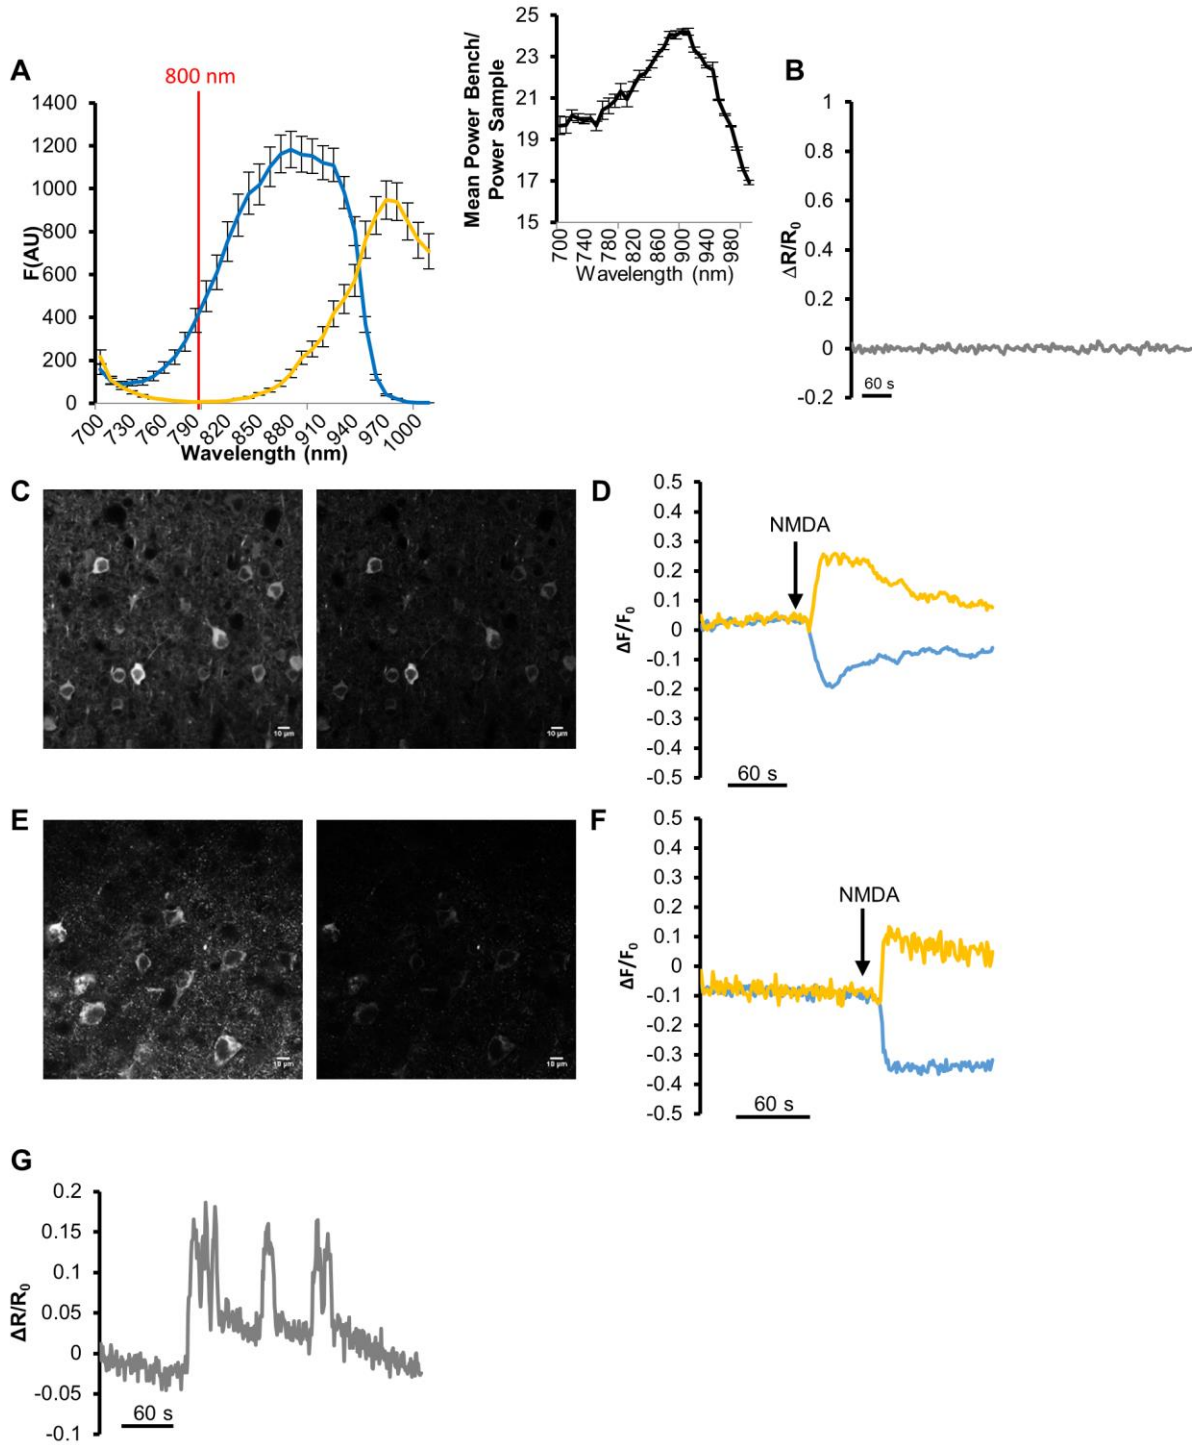 A
800 nm
1400
1200
1000
800
600
400
200
0
F(AU)
700
730
760
790
820
850
880
910
940
970
1000
Wavelength (nm)
25
23
21
19
17
15
Mean Power Bench/
Power Sample
700
740
780
820
860
900
940
980
Wavelength (nm)
B
1
0.8
0.6
0.4
0.2
0
-0.2
ΔR/R0
60 s
C
10 µm
10 µm
D
0.5
0.4
0.3
0.2
0.1
0
-0.1
-0.2
-0.3
-0.4
-0.5
ΔF/F0
NMDA
60 s
E
10 µm
10 µm
F
0.5
0.4
0.3
0.2
0.1
0
-0.1
-0.2
-0.3
-0.4
-0.5
ΔF/F0
NMDA
60 s
G
0.2
0.15
0.1
0.05
0
-0.05
-0.1
ΔR/R0
60 s